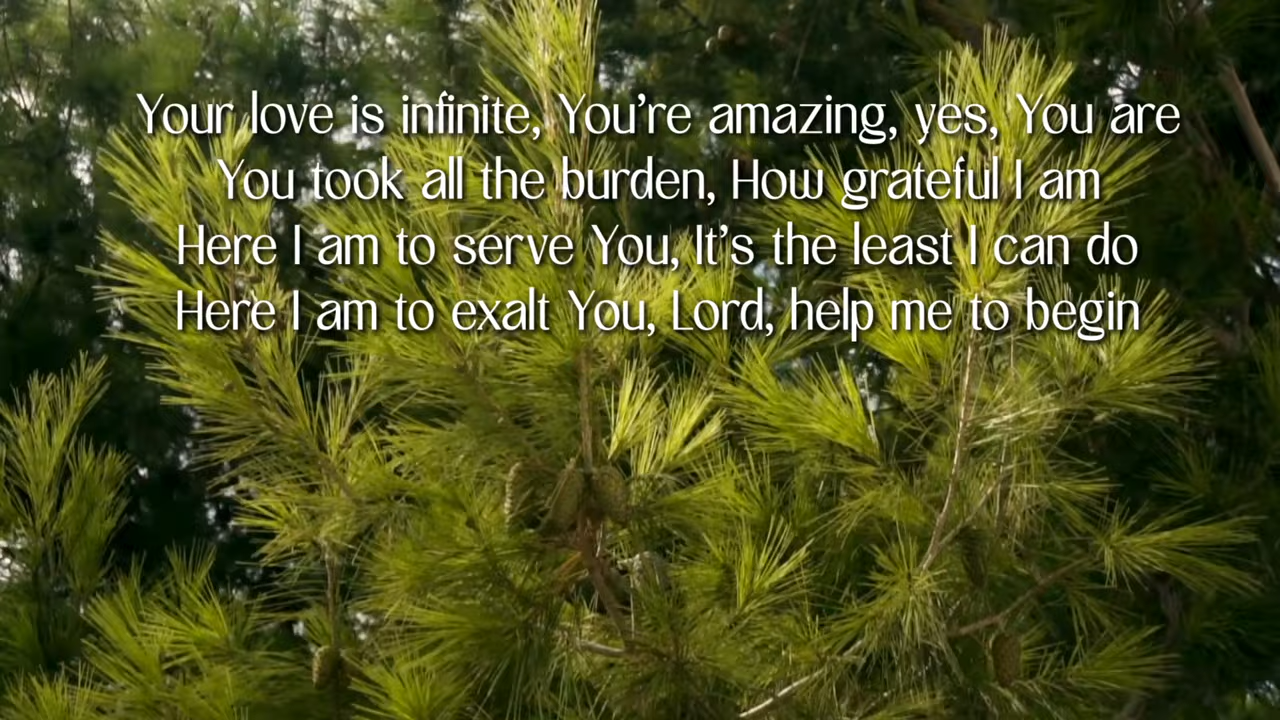 Your love is infinite, You’re amazing, yes, You are
You took all the burden, How grateful I am
Here I am to serve You, It’s the least I can do
Here I am to exalt You, Lord, help me to begin